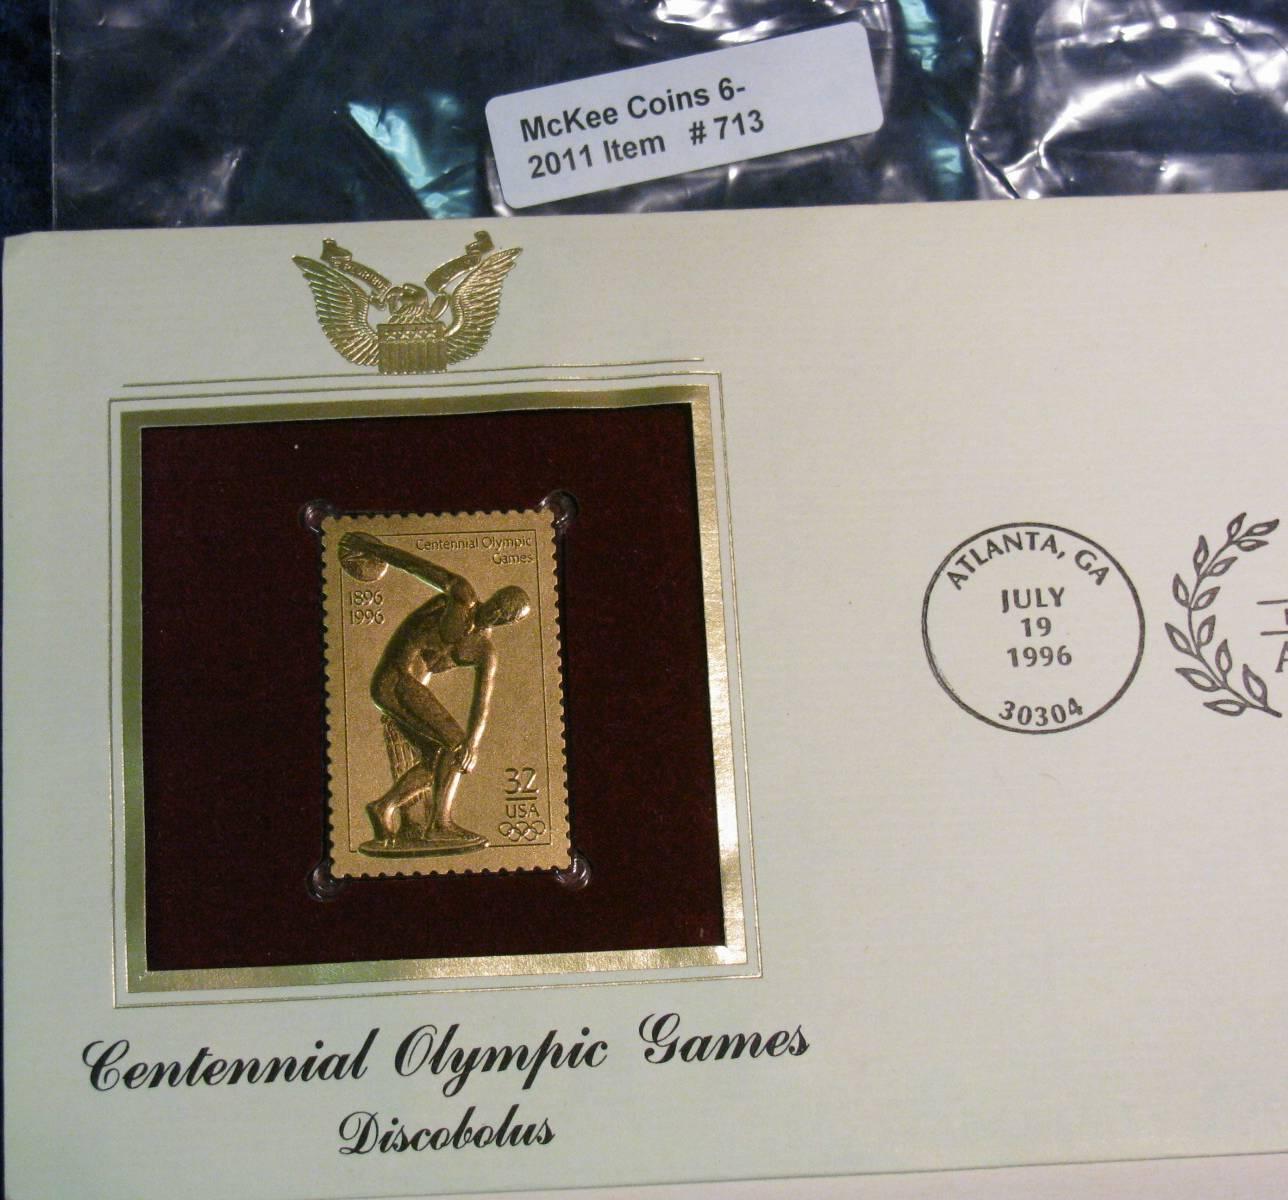 McKee Coins 6-
2011 Item # 713
Centennial Olympic
Games
1896
1996
32
USA
ATLANTA, GA
JULY
19
1996
30304
Centennial Olympic Games
Discobolus